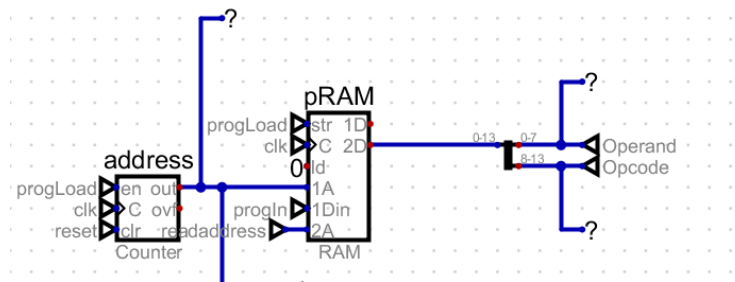 ?
?
pRAM
progLoad str 1D
clk C 2D 0-13 0-7 Operand
0 ld 8-13 Opcode
address
progLoad en out 1A
clk C ovf progIn 1Din
reset clr readaddress 2A ?
Counter RAM